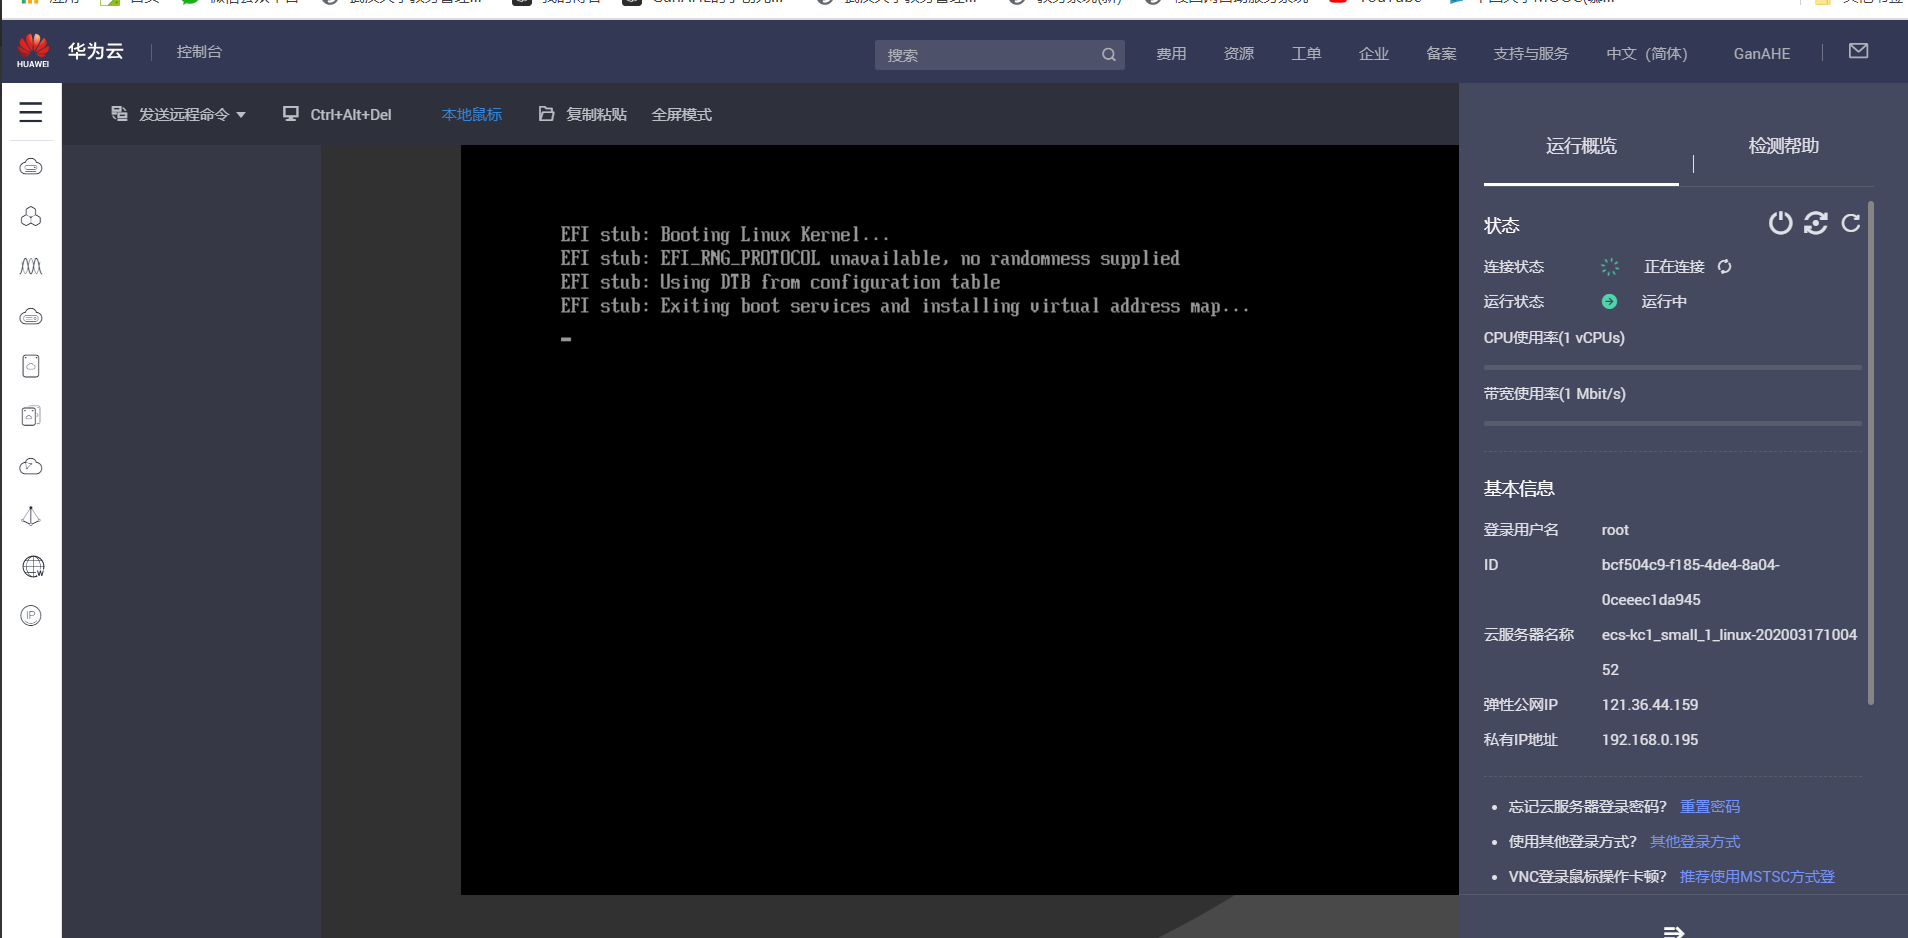 华为云
控制台
搜索
费用
资源
工单
企业
备案
支持与服务
中文（简体）
GanAHE
HUAWEI
发送远程命令
Ctrl+Alt+Del
本地鼠标
复制粘贴
全屏模式
EFI stub: Booting Linux Kernel...
EFI stub: EFI_RNG_PROTOCOL unavailable, no randomness supplied
EFI stub: Using DTB from configuration table
EFI stub: Exiting boot services and installing virtual address map...
IP
运行概览
检测帮助
状态
连接状态 正在连接
运行状态 运行中
CPU使用率(1 vCPUs)
带宽使用率(1 Mbit/s)
基本信息
登录用户名 root
ID bcf504c9-f185-4de4-8a04-
0ceeec1da945
云服务器名称 ecs-kc1_small_1_linux-202003171004
52
弹性公网IP 121.36.44.159
私有IP地址 192.168.0.195
忘记云服务器登录密码? 重置密码
使用其他登录方式? 其他登录方式
VNC登录鼠标操作卡顿? 推荐使用MSTSC方式登